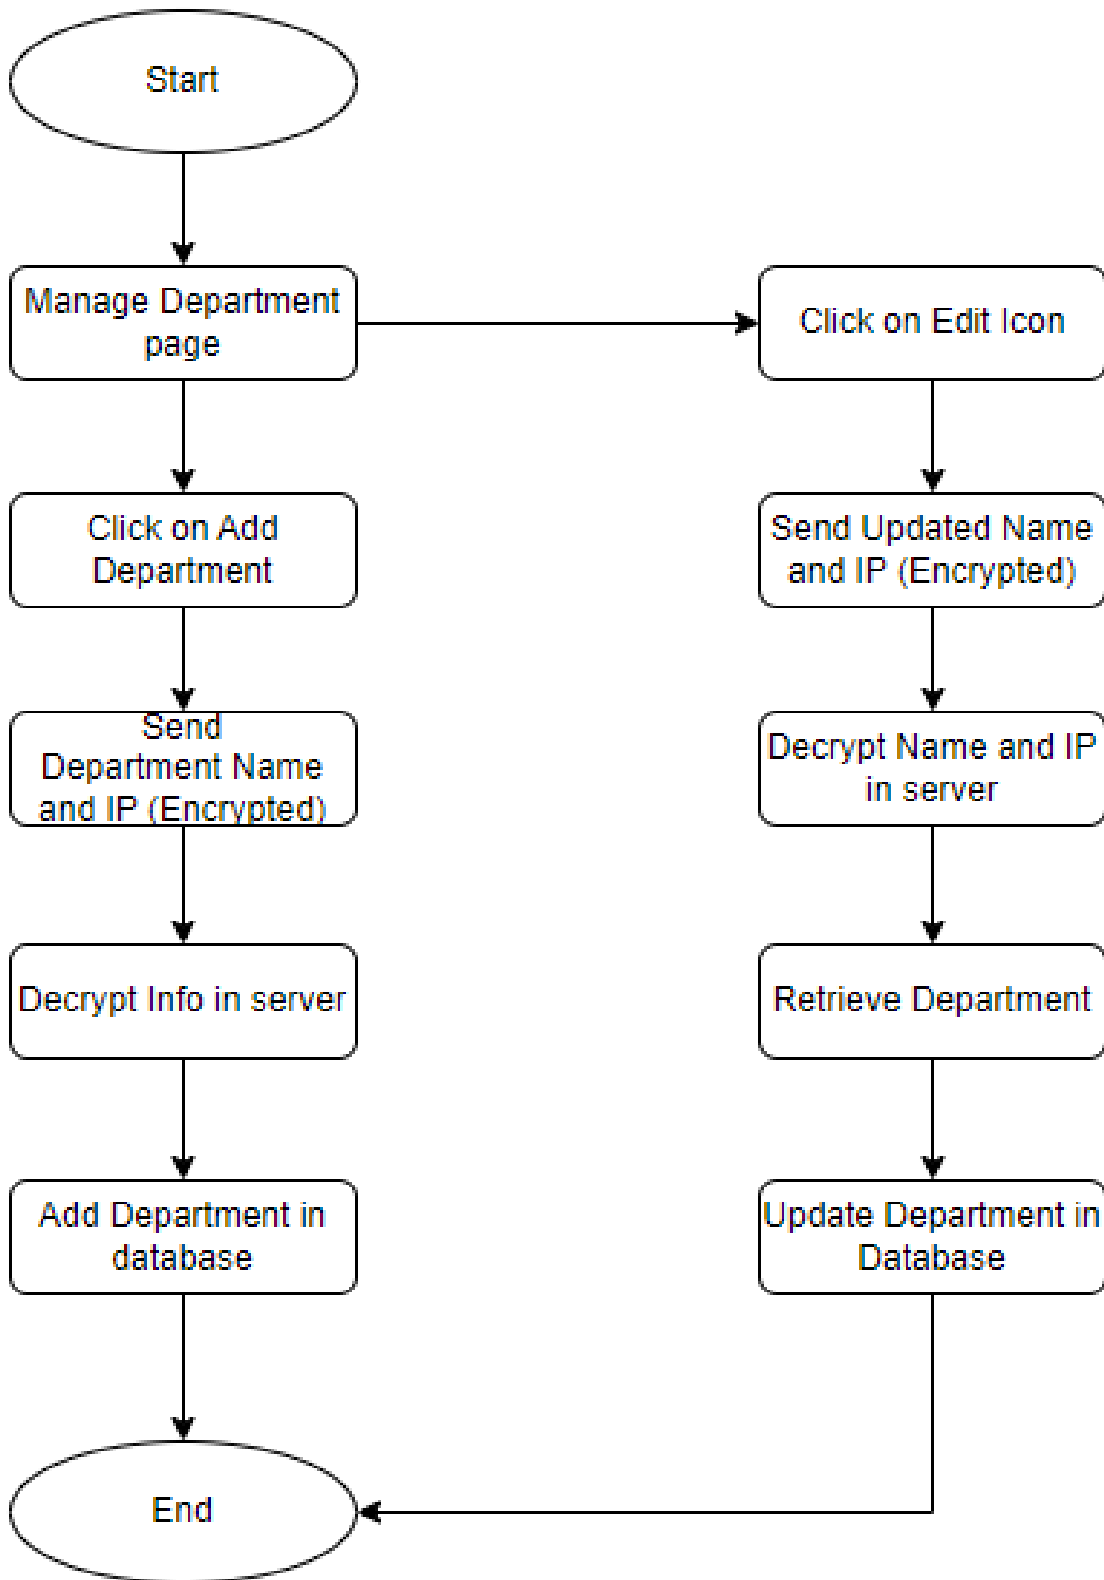 Start
Manage Department
page
Click on Add
Department
Send
Department Name
and IP (Encrypted)
Decrypt Info in server
Add Department in
database
End
Click on Edit Icon
Send Updated Name
and IP (Encrypted)
Decrypt Name and IP
in server
Retrieve Department
Update Department in
Database